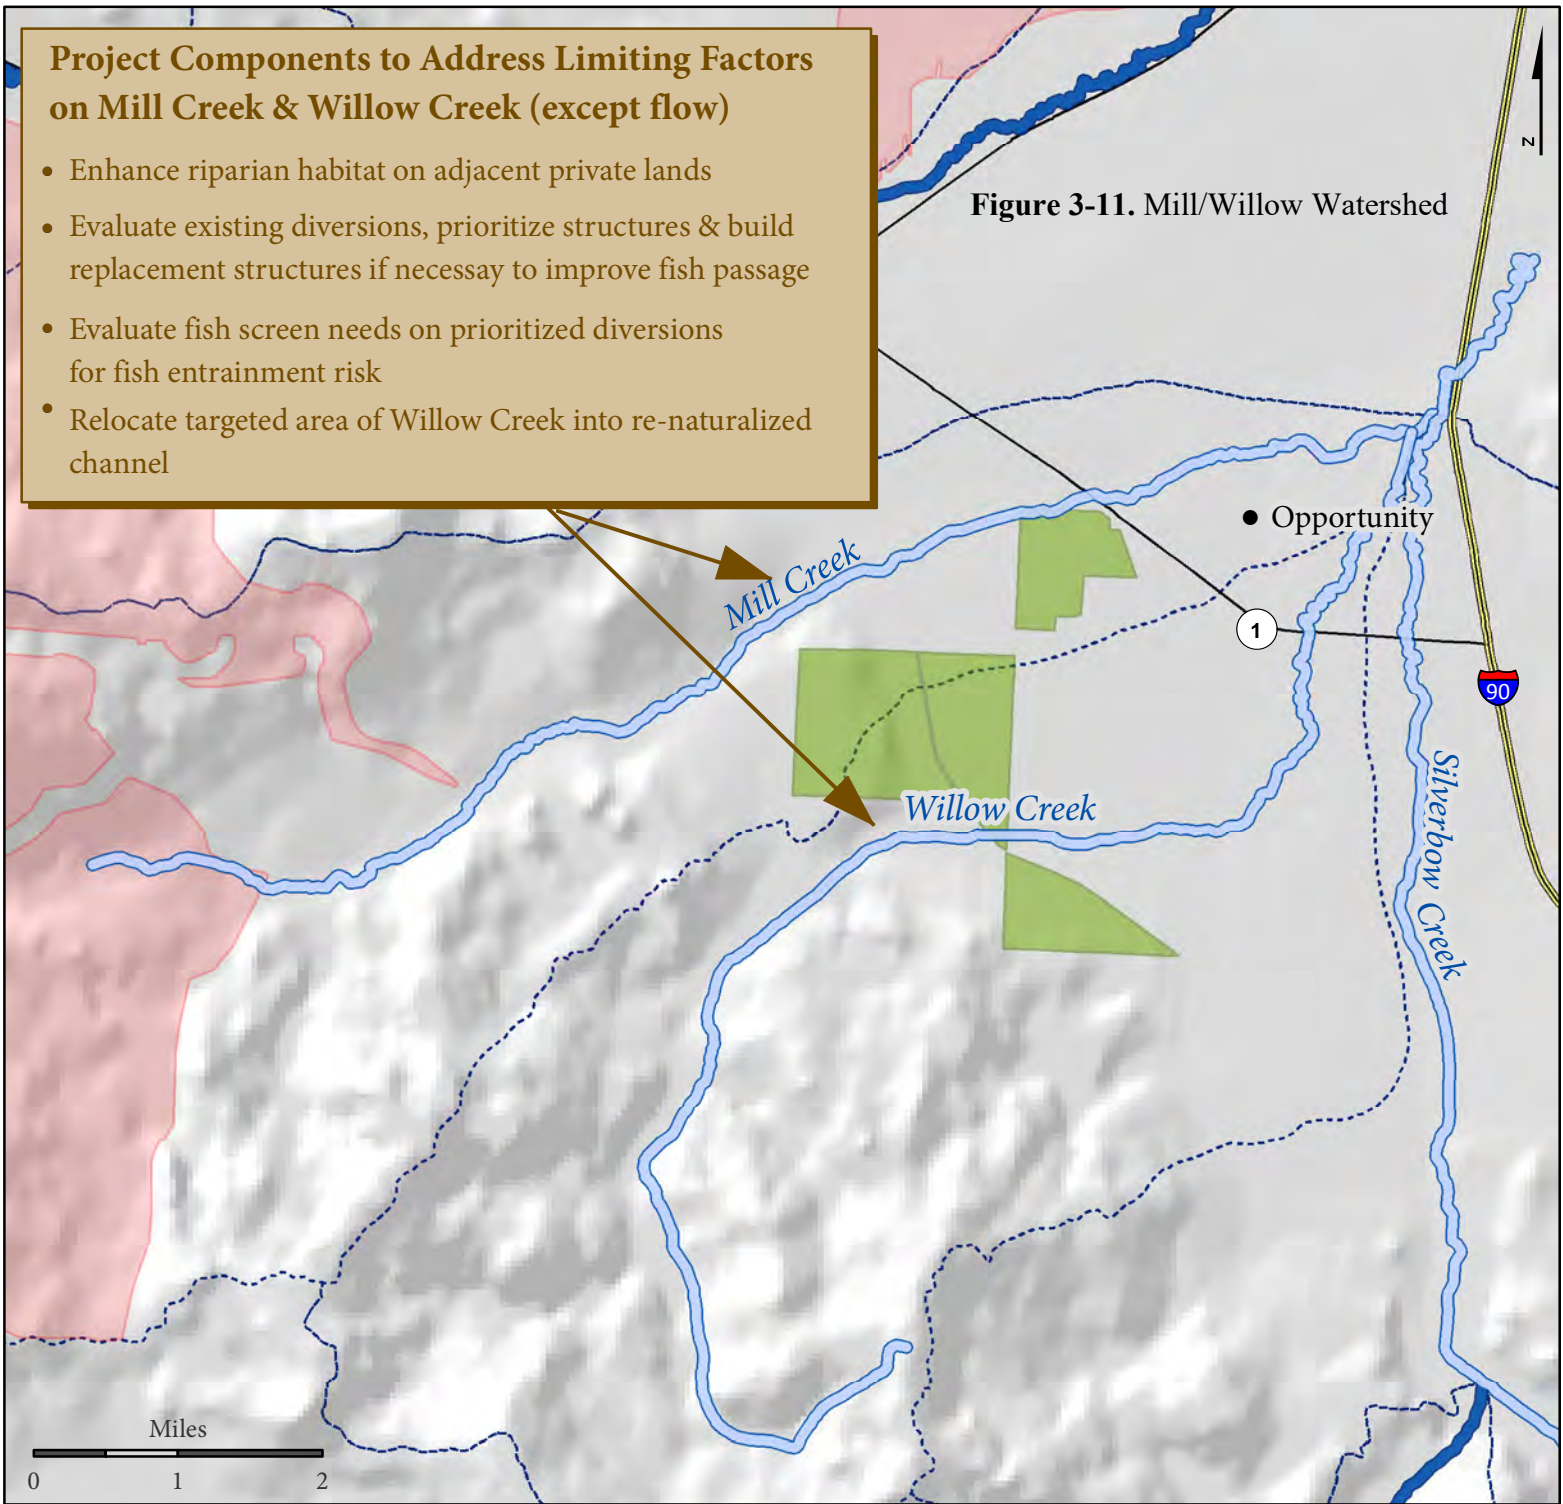 Project Components to Address Limiting Factors
on Mill Creek & Willow Creek (except flow)
• Enhance riparian habitat on adjacent private lands
• Evaluate existing diversions, prioritize structures & build
replacement structures if necessay to improve fish passage
• Evaluate fish screen needs on prioritized diversions
for fish entrainment risk
• Relocate targeted area of Willow Creek into re-naturalized
channel
N
Figure 3-11. Mill/Willow Watershed
Opportunity
Mill Creek
1
90
Willow Creek
Silverbow Creek
Miles
0 1 2